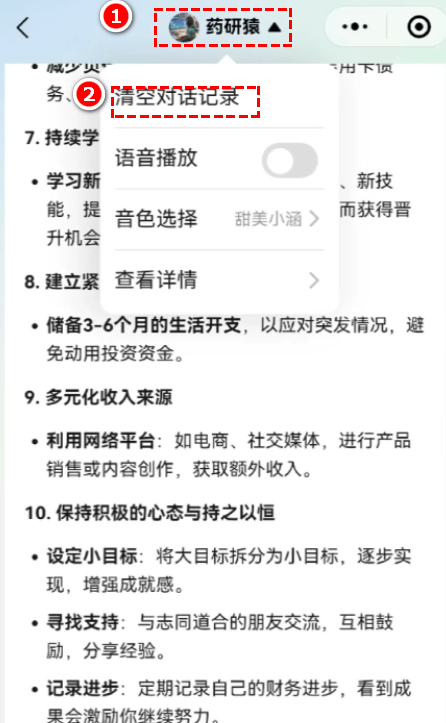 1
药研猿
减少负
用卡债
务、
2
清空对话记录
7. 持续学
语音播放
学习新
、新技
能，提
音色选择
甜美小涵
而获得晋
升机会
8. 建立紧
查看详情
储备3-6个月的生活开支，以应对突发情况，避
免动用投资资金。
9. 多元化收入来源
利用网络平台：如电商、社交媒体，进行产品
销售或内容创作，获取额外收入。
10. 保持积极的心态与持之以恒
设定小目标：将大目标拆分为小目标，逐步实
现，增强成就感。
寻找支持：与志同道合的朋友交流，互相鼓
励，分享经验。
记录进步：定期记录自己的财务进步，看到成
果会激励你继续努力。